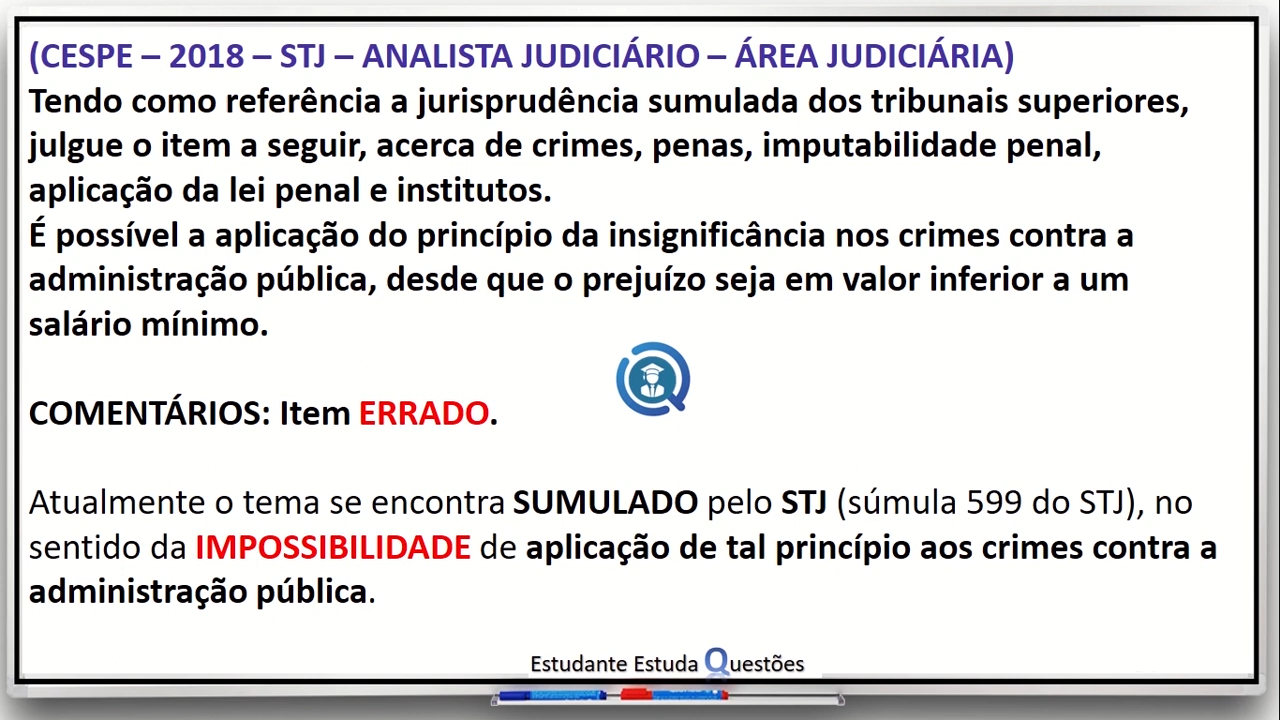 (CESPE – 2018 – STJ – ANALISTA JUDICIÁRIO – ÁREA JUDICIÁRIA)
Tendo como referência a jurisprudência sumulada dos tribunais superiores,
julgue o item a seguir, acerca de crimes, penas, imputabilidade penal,
aplicação da lei penal e institutos.
É possível a aplicação do princípio da insignificância nos crimes contra a
administração pública, desde que o prejuízo seja em valor inferior a um
salário mínimo.
COMENTÁRIOS: Item ERRADO.
Atualmente o tema se encontra SUMULADO pelo STJ (súmula 599 do STJ), no
sentido da IMPOSSIBILIDADE de aplicação de tal princípio aos crimes contra a
administração pública.
Estudante Estuda Questões